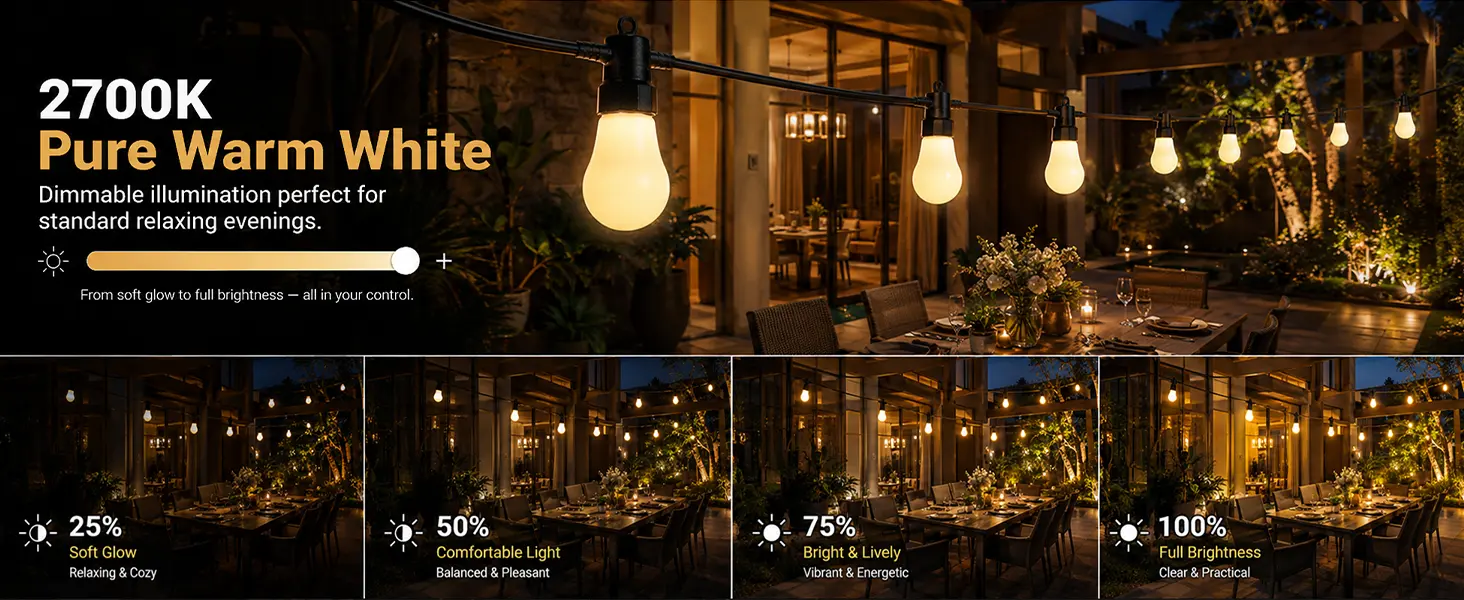 2700K
Pure Warm White
Dimmable illumination perfect for
standard relaxing evenings.
+
From soft glow to full brightness — all in your control.
25%
Soft Glow
Relaxing & Cozy
50%
Comfortable Light
Balanced & Pleasant
75%
Bright & Lively
Vibrant & Energetic
100%
Full Brightness
Clear & Practical